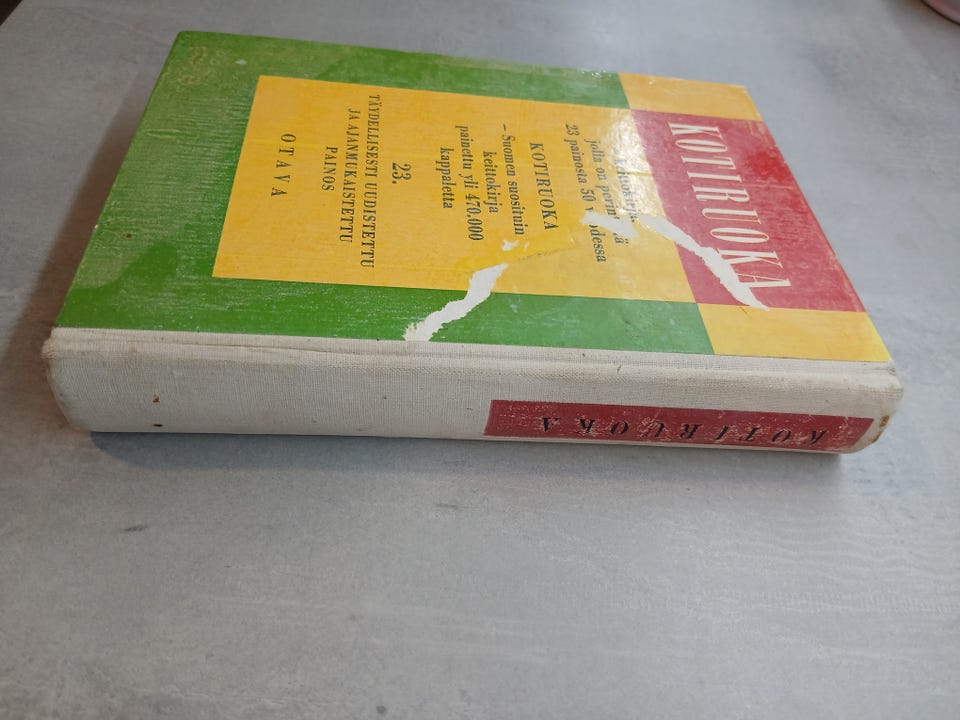 KOTIRUOKA
jolla on
23 painosta 50
KOTIRUOKA
– Suomen suosituin
keittokirja
painettu yli 470.000
kappaletta
23.
TÄYDELLISESTI UUDISTETTU
JA AJANMUKAISTETTU
PAINOS
OTAVA
KOTIRUOKA